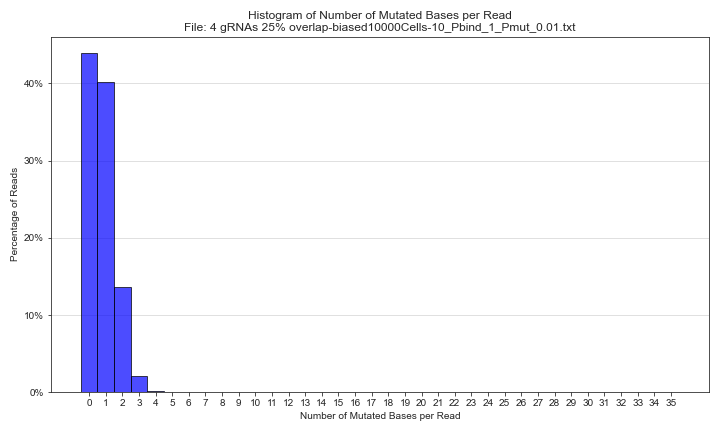 Histogram of Number of Mutated Bases per Read
File: 4 gRNAs 25% overlap-biased10000Cells-10_Pbind_1_Pmut_0.01.txt
Percentage of Reads
40%
30%
20%
10%
0%
0 1 2 3 4 5 6 7 8 9 10 11 12 13 14 15 16 17 18 19 20 21 22 23 24 25 26 27 28 29 30 31 32 33 34 35
Number of Mutated Bases per Read